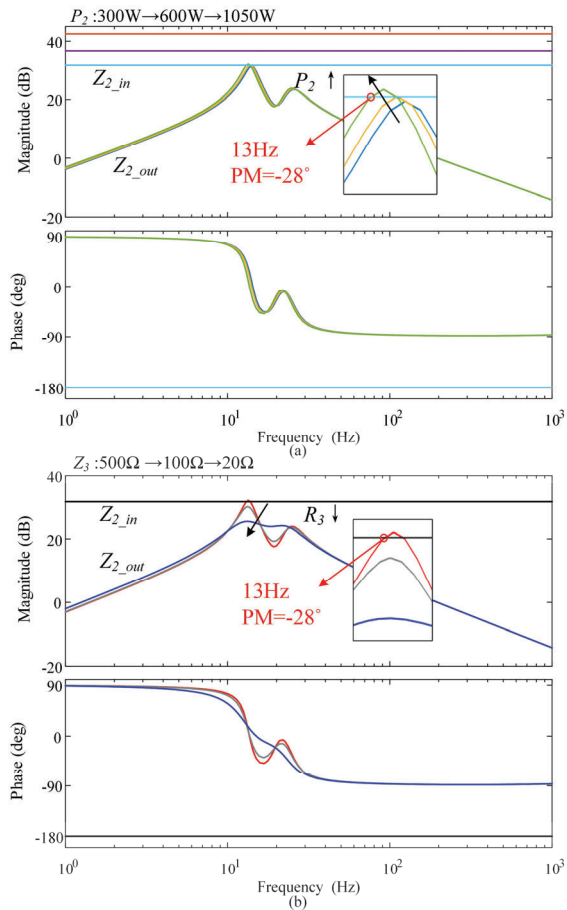 P2 :300W→600W→1050W
40
20
0
-20
Magnitude (dB)
Z2_in
Z2_out
P2 ↑
13Hz
PM=-28°
90
0
-90
-180
Phase (deg)
10^0
10^1
10^2
10^3
Frequency (Hz)
(a)
Z3 :500Ω →100Ω→20Ω
40
20
0
-20
Magnitude (dB)
Z2_in
Z2_out
R3 ↓
13Hz
PM=-28°
90
0
-90
-180
Phase (deg)
10^0
10^1
10^2
10^3
Frequency (Hz)
(b)